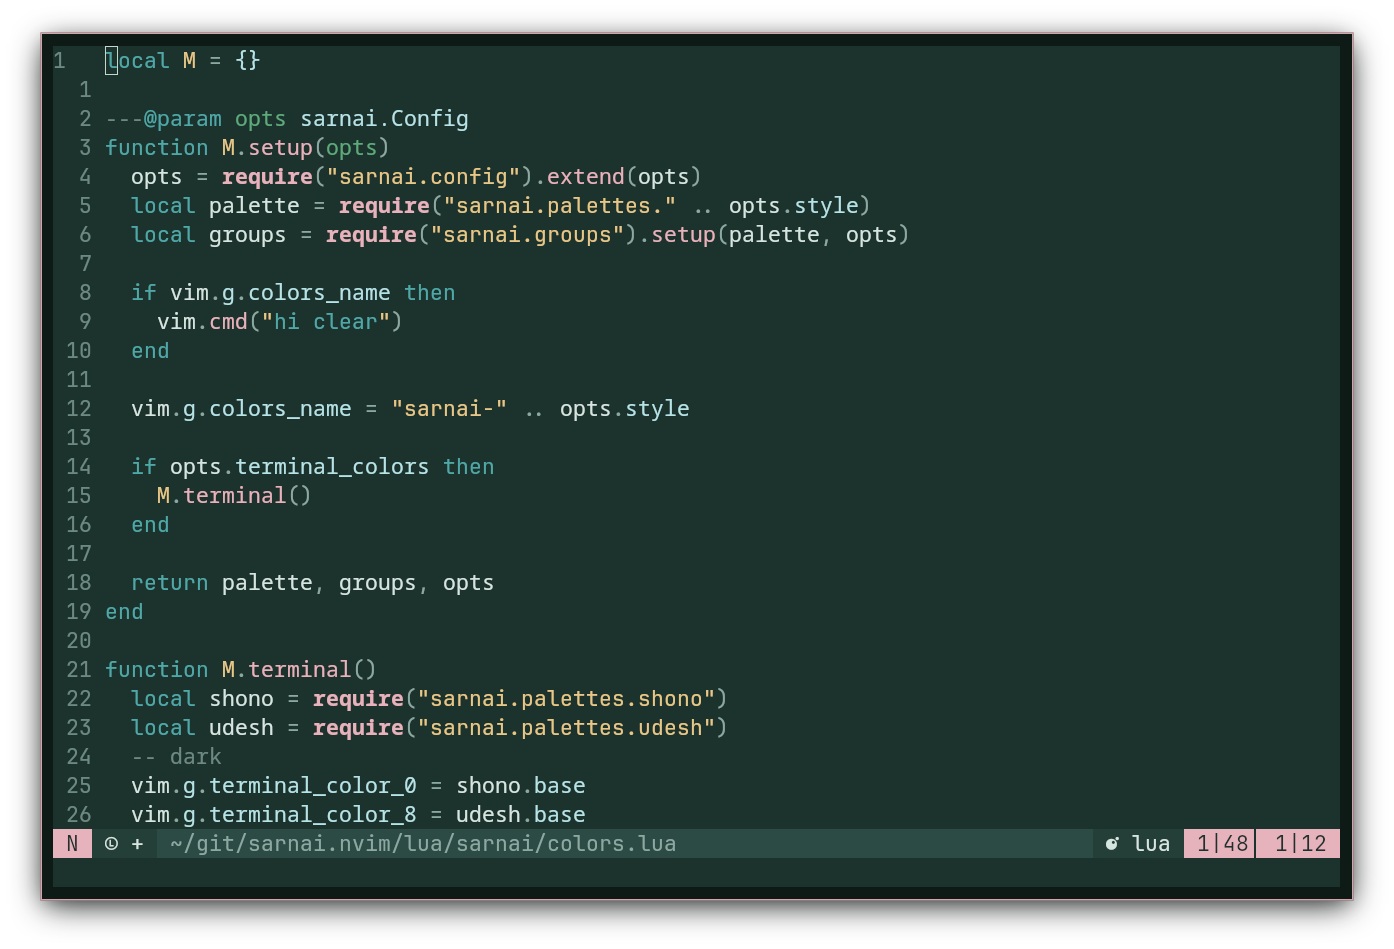 1   local M = {}
  1
  2 ---@param opts sarnai.Config
  3 function M.setup(opts)
  4   opts = require("sarnai.config").extend(opts)
  5   local palette = require("sarnai.palettes." .. opts.style)
  6   local groups = require("sarnai.groups").setup(palette, opts)
  7
  8   if vim.g.colors_name then
  9     vim.cmd("hi clear")
 10   end
 11
 12   vim.g.colors_name = "sarnai-" .. opts.style
 13
 14   if opts.terminal_colors then
 15     M.terminal()
 16   end
 17
 18   return palette, groups, opts
 19 end
 20
 21 function M.terminal()
 22   local shono = require("sarnai.palettes.shono")
 23   local udesh = require("sarnai.palettes.udesh")
 24   -- dark
 25   vim.g.terminal_color_0 = shono.base
 26   vim.g.terminal_color_8 = udesh.base
 N  Ⓛ +  ~/git/sarnai.nvim/lua/sarnai/colors.lua  lua  1|48  1|12